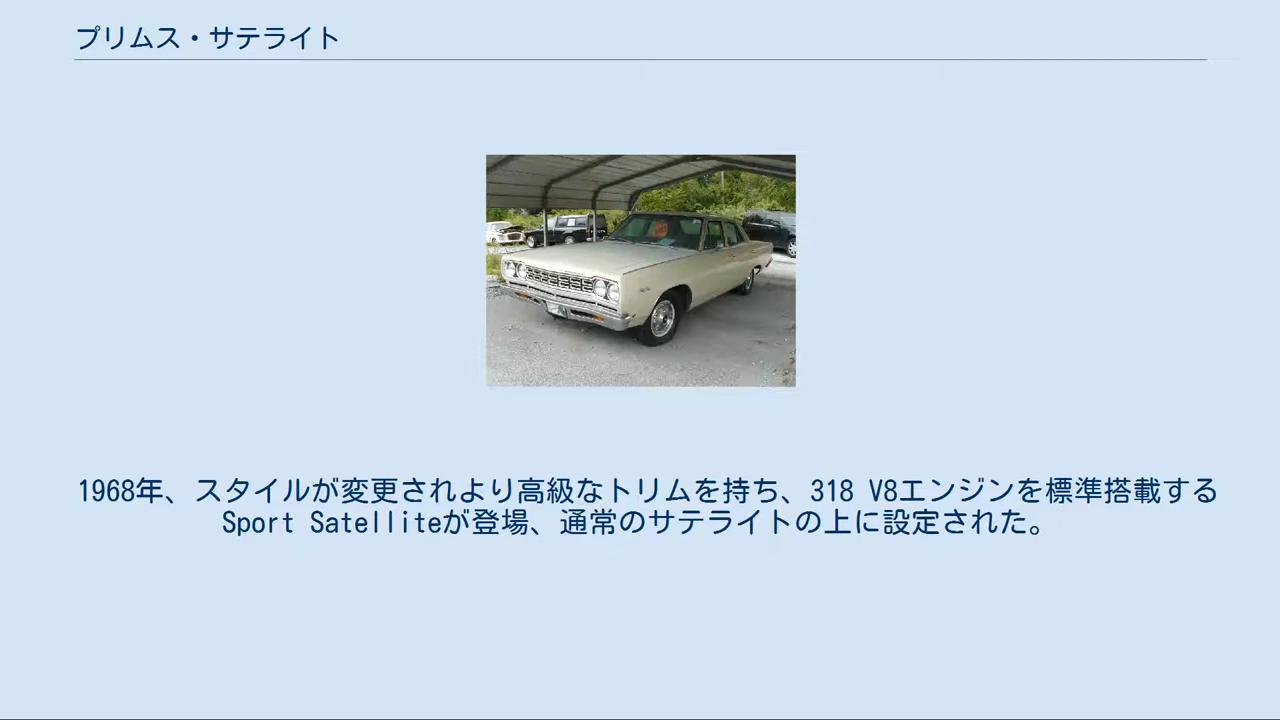 プリムス・サテライト
1968年、スタイルが変更されより高級なトリムを持ち、318 V8エンジンを標準搭載する
Sport Satelliteが登場、通常のサテライトの上に設定された。